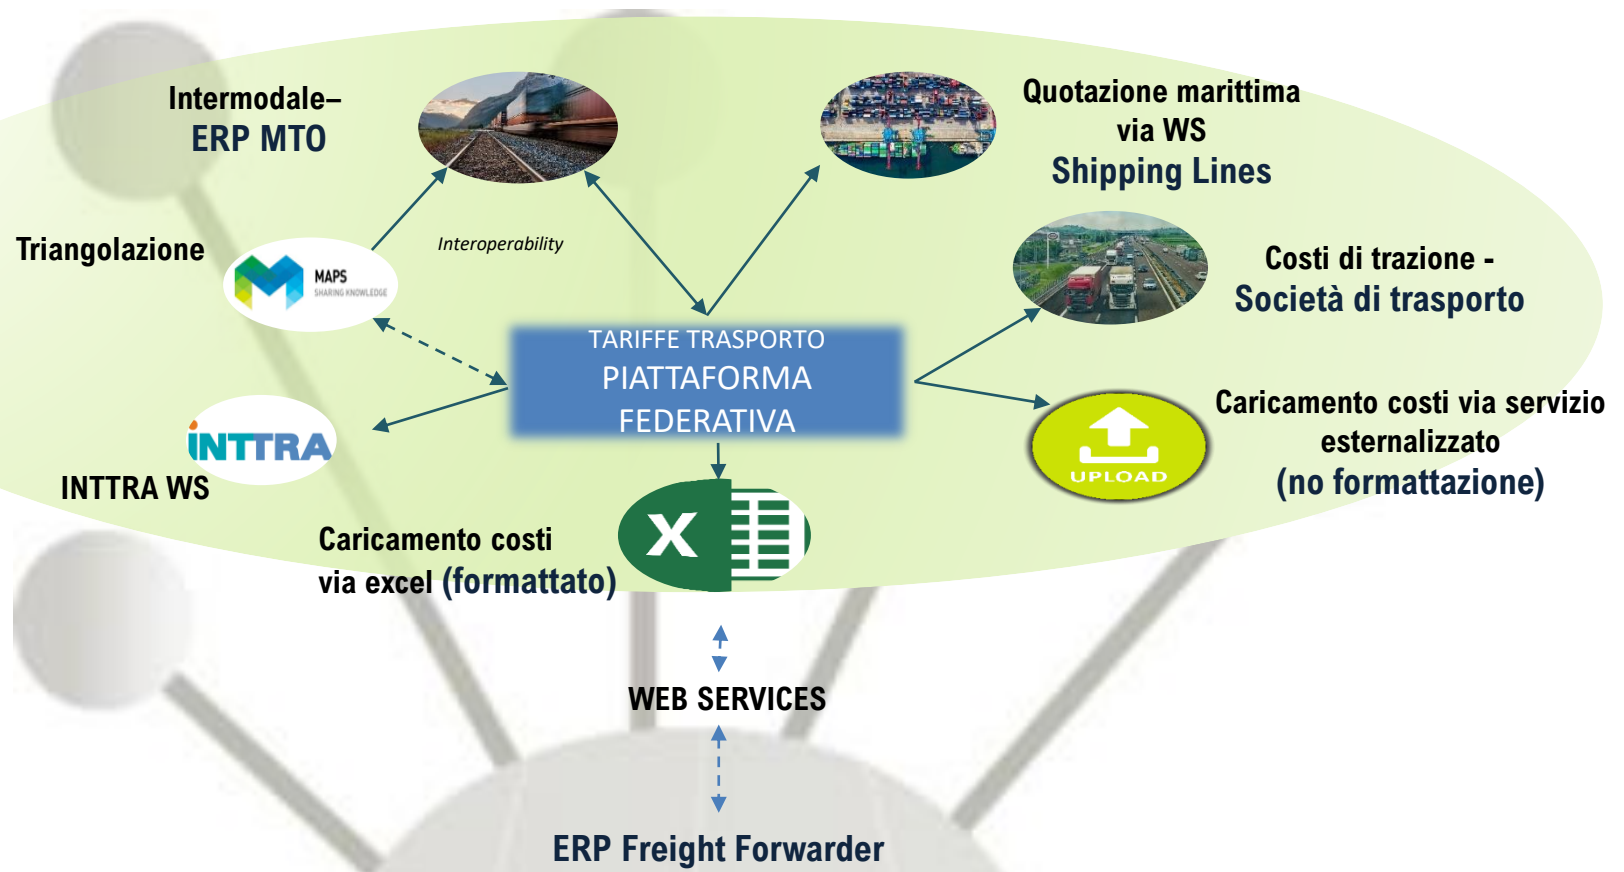 Intermodale–
ERP MTO
Quotazione marittima
via WS
Shipping Lines
Triangolazione
MAPS
SHARING KNOWLEDGE
Interoperability
Costi di trazione -
Società di trasporto
TARIFFE TRASPORTO
PIATTAFORMA
FEDERATIVA
INTTRA
INTTRA WS
UPLOAD
Caricamento costi via servizio
esternalizzato
(no formattazione)
Caricamento costi
via excel (formattato)
X
WEB SERVICES
ERP Freight Forwarder